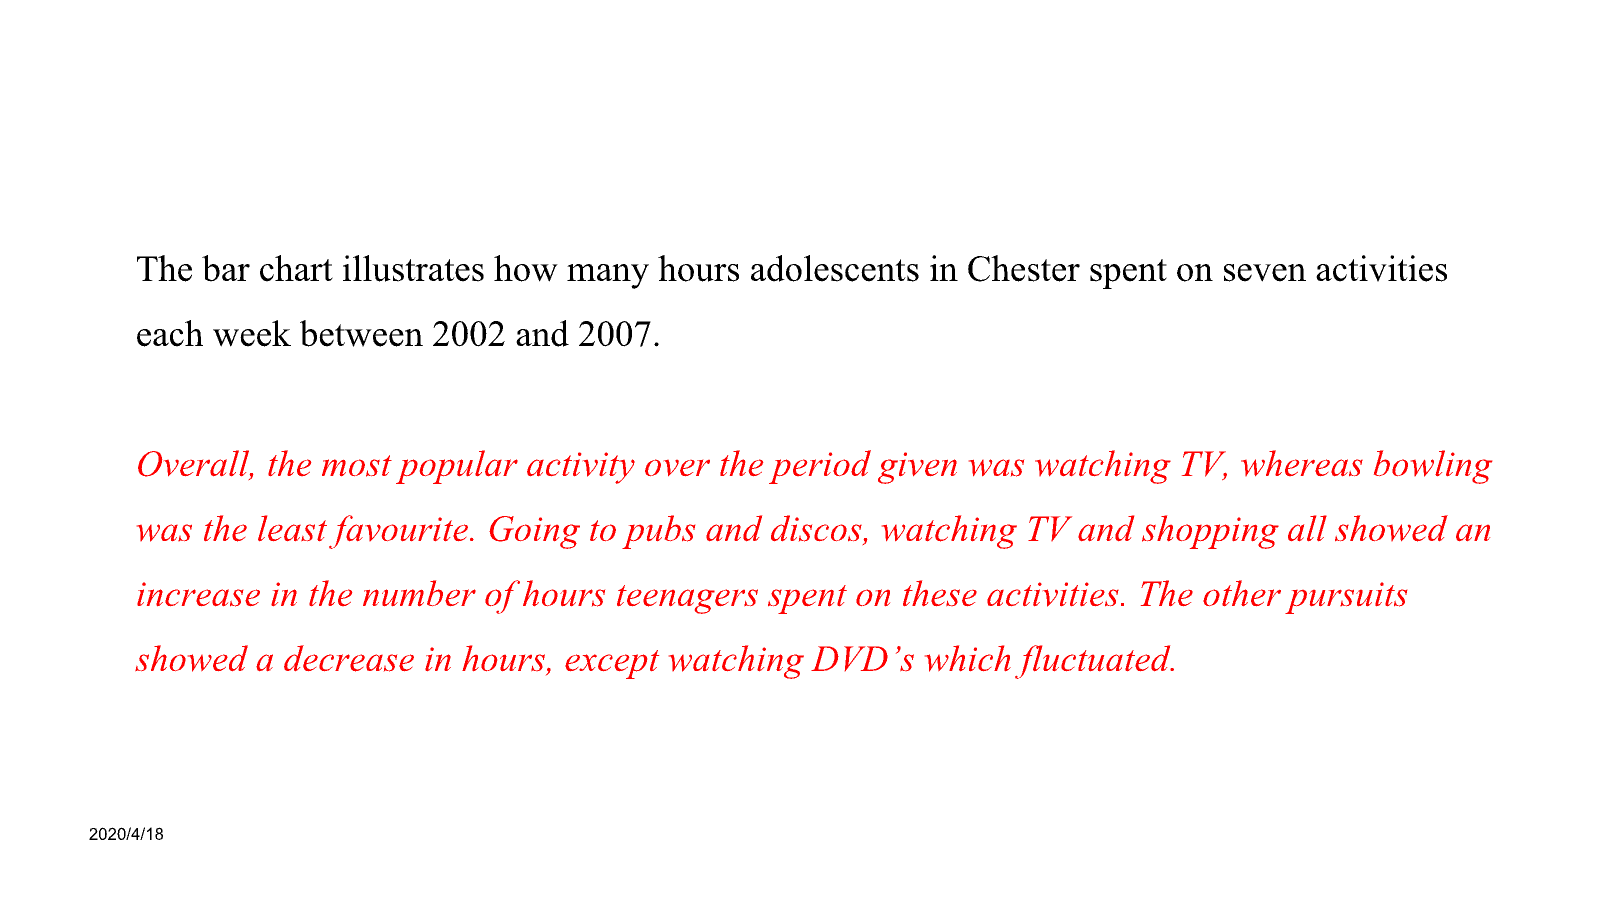 The bar chart illustrates how many hours adolescents in Chester spent on seven activities
each week between 2002 and 2007.
Overall, the most popular activity over the period given was watching TV, whereas bowling
was the least favourite. Going to pubs and discos, watching TV and shopping all showed an
increase in the number of hours teenagers spent on these activities. The other pursuits
showed a decrease in hours, except watching DVD’s which fluctuated.
2020/4/18